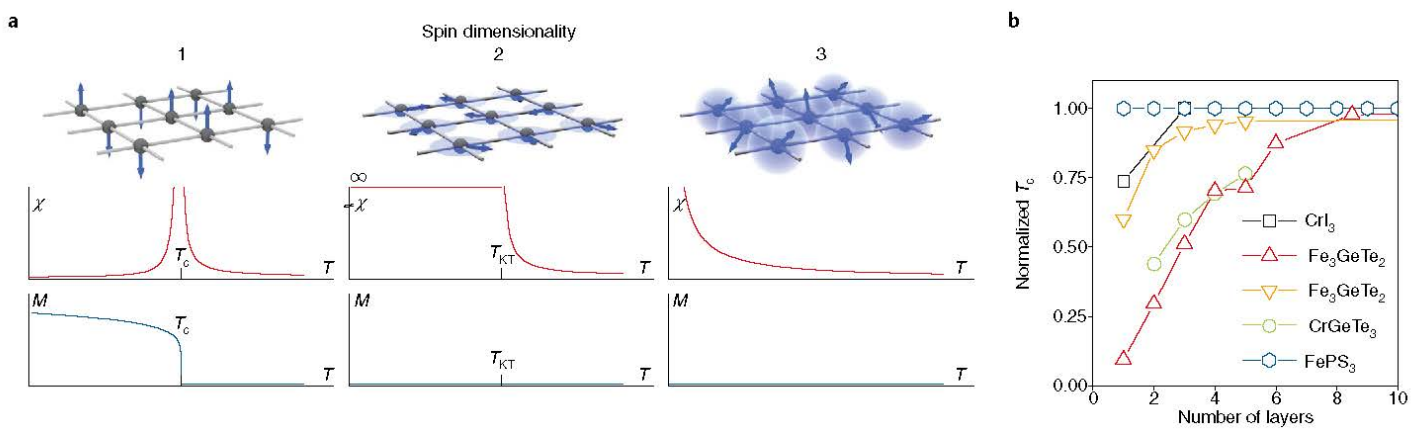 a
Spin dimensionality
1
2
3
χ
T_c
T
∞
χ
T_KT
T
χ
T
M
T_c
T
M
T_KT
T
M
T
b
Normalized T_c
1.00
0.75
0.50
0.25
0.00
0 2 4 6 8 10
Number of layers
CrI₃
Fe₃GeTe₂
Fe₃GeTe₂
CrGeTe₃
FePS₃